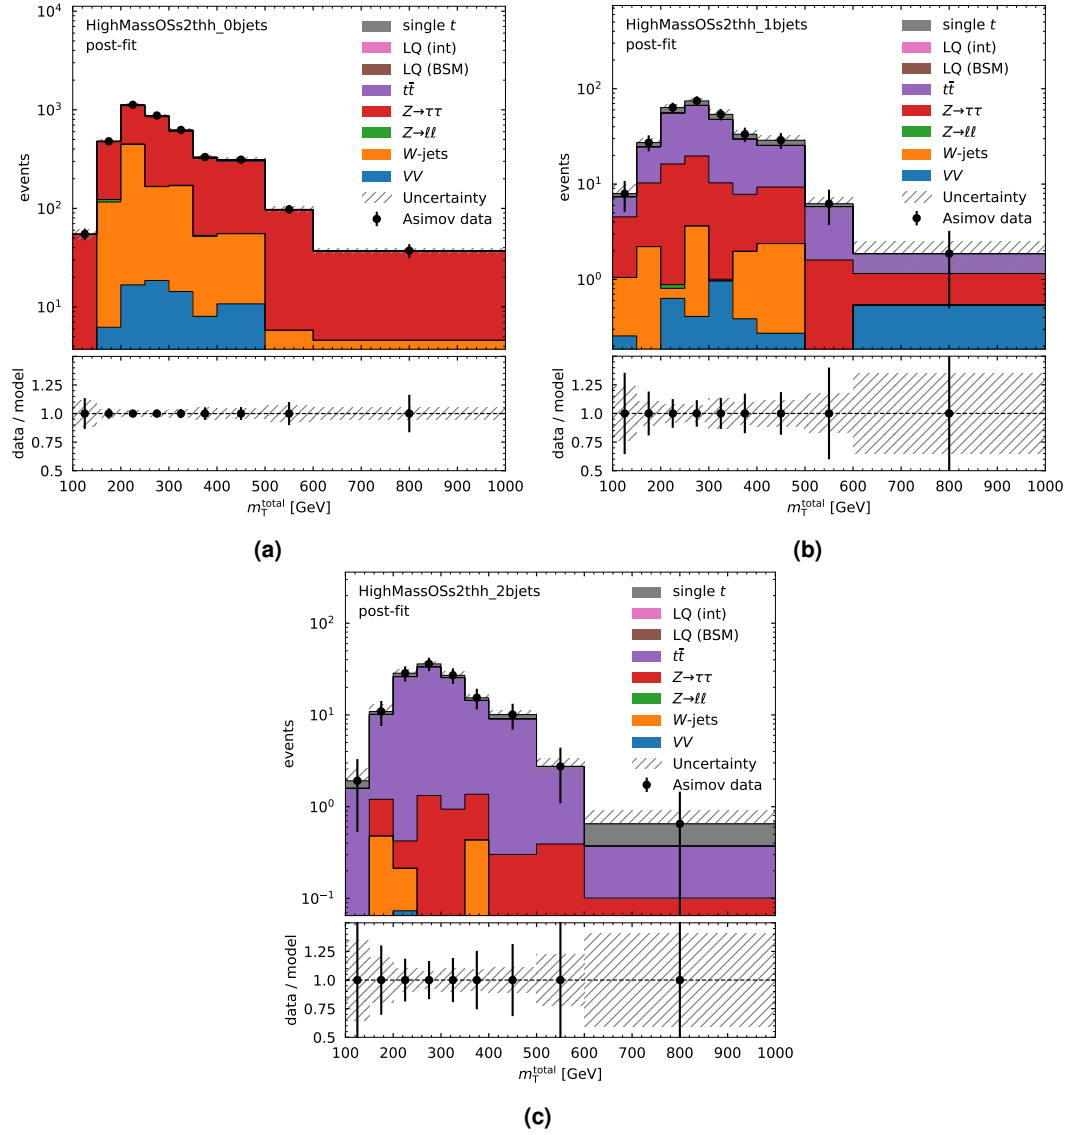 HighMassOSs2thh_0bjets
post-fit
single t
LQ (int)
LQ (BSM)
tt̅
Z→ττ
Z→ℓℓ
W-jets
VV
Uncertainty
Asimov data
events
10⁴
10³
10²
10¹
data / model
1.25
1.0
0.75
0.5
100 200 300 400 500 600 700 800 900 1000
m_T^total [GeV]
(a)
HighMassOSs2thh_1bjets
post-fit
single t
LQ (int)
LQ (BSM)
tt̅
Z→ττ
Z→ℓℓ
W-jets
VV
Uncertainty
Asimov data
events
10²
10¹
10⁰
data / model
1.25
1.0
0.75
0.5
100 200 300 400 500 600 700 800 900 1000
m_T^total [GeV]
(b)
HighMassOSs2thh_2bjets
post-fit
single t
LQ (int)
LQ (BSM)
tt̅
Z→ττ
Z→ℓℓ
W-jets
VV
Uncertainty
Asimov data
events
10²
10¹
10⁰
10⁻¹
data / model
1.25
1.0
0.75
0.5
100 200 300 400 500 600 700 800 900 1000
m_T^total [GeV]
(c)